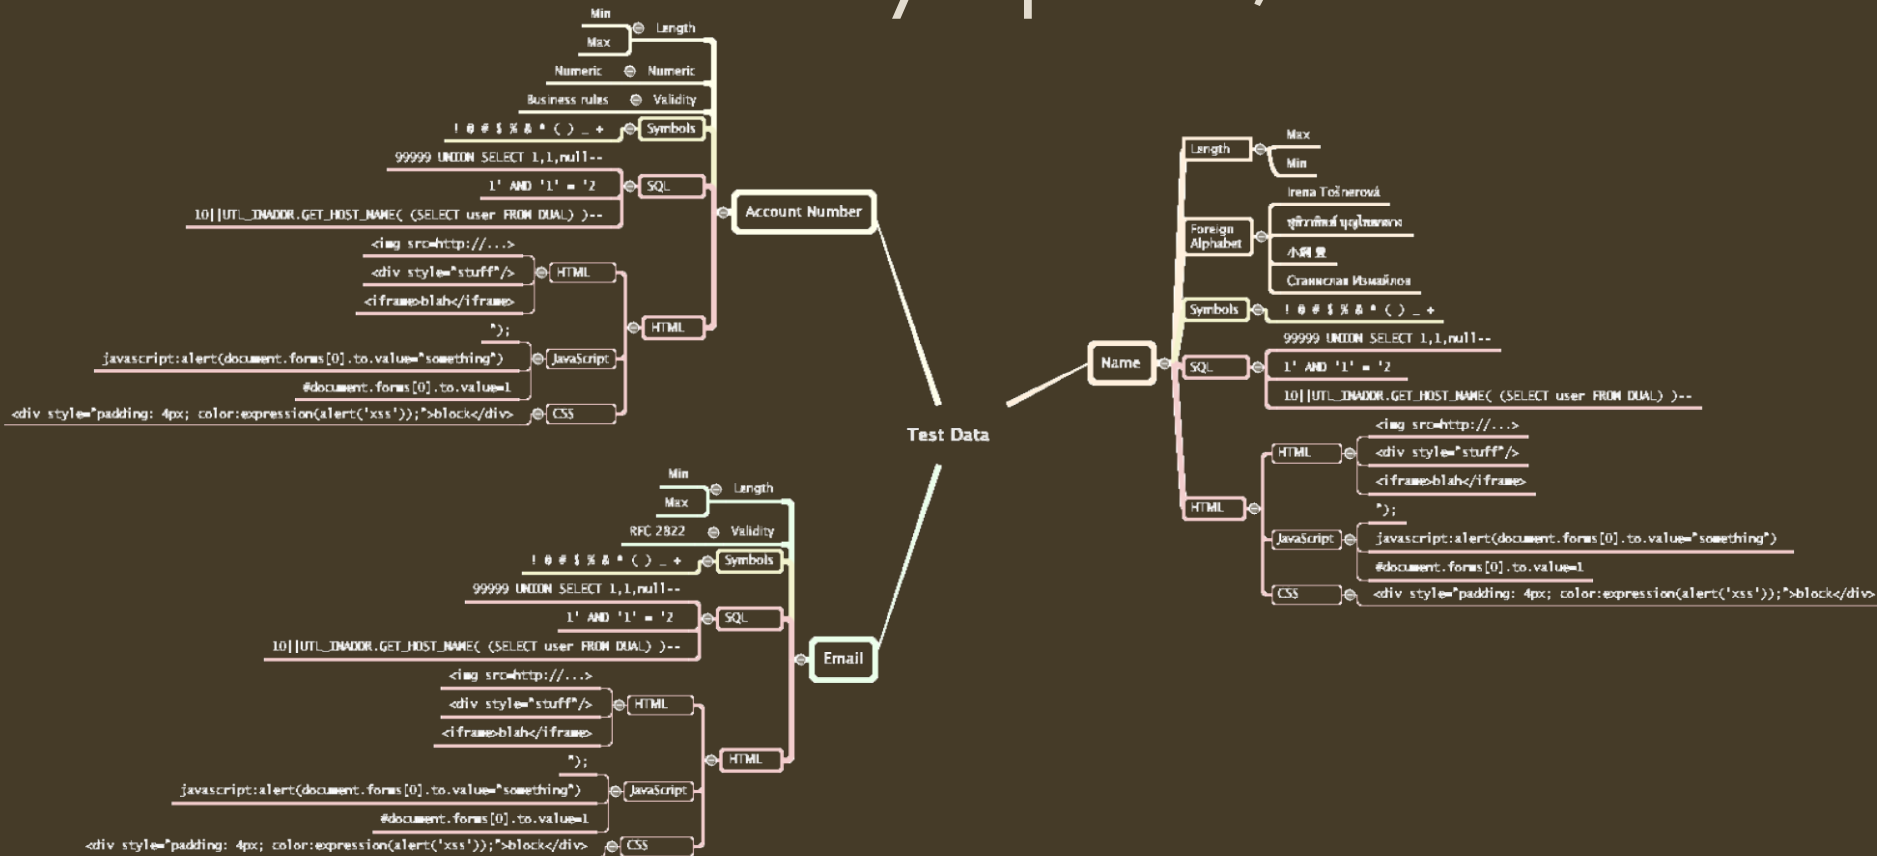 Min
Length
Max
Numeric Numeric
Business rules Validity
! @ # $ % & * ( ) _ + Symbols
99999 UNION SELECT 1,1,null--
1' AND '1' = '2 SQL
10||UTL_INADDR.GET_HOST_NAME( (SELECT user FROM DUAL) )--
Account Number
<img src=http://...>
<div style="stuff"/> HTML
<iframe>blah</iframe>
HTML
");
javascript:alert(document.forms[0].to.value="something") JavaScript
#document.forms[0].to.value=1
<div style="padding: 4px; color:expression(alert('xss'));">block</div> CSS
Test Data
Min
Length
Max
RFC 2822 Validity
! @ # $ % & * ( ) _ + Symbols
99999 UNION SELECT 1,1,null--
1' AND '1' = '2 SQL
10||UTL_INADDR.GET_HOST_NAME( (SELECT user FROM DUAL) )--
Email
<img src=http://...>
<div style="stuff"/> HTML
<iframe>blah</iframe>
HTML
");
javascript:alert(document.forms[0].to.value="something") JavaScript
#document.forms[0].to.value=1
<div style="padding: 4px; color:expression(alert('xss'));">block</div> CSS
Name
Length
Max
Min
Foreign
Alphabet
Irena Tošnerová
Станислав Измайлов
Symbols ! @ # $ % & * ( ) _ +
99999 UNION SELECT 1,1,null--
SQL 1' AND '1' = '2
10||UTL_INADDR.GET_HOST_NAME( (SELECT user FROM DUAL) )--
HTML
<img src=http://...>
HTML <div style="stuff"/>
<iframe>blah</iframe>
");
JavaScript javascript:alert(document.forms[0].to.value="something")
#document.forms[0].to.value=1
CSS <div style="padding: 4px; color:expression(alert('xss'));">block</div>